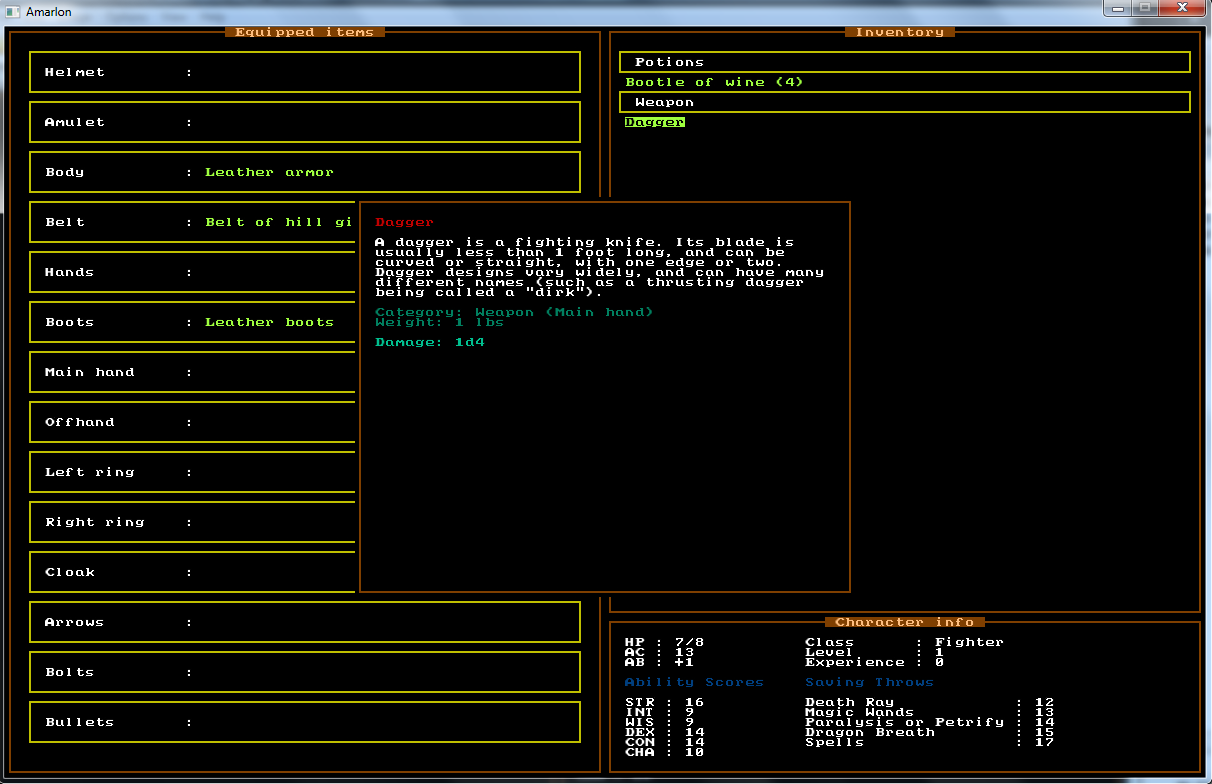 Amarlon
Equipped items
Helmet :
Amulet :
Body : Leather armor
Belt : Belt of hill gi
Hands :
Boots : Leather boots
Main hand :
Offhand :
Left ring :
Right ring :
Cloak :
Arrows :
Bolts :
Bullets :
Inventory
Potions
Bootle of wine (4)
Weapon
Dagger
Dagger
A dagger is a fighting knife. Its blade is
usually less than 1 foot long, and can be
curved or straight, with one edge or two.
Dagger designs vary widely, and can have many
different names (such as a thrusting dagger
being called a "dirk").
Category: Weapon (Main hand)
Weight: 1 lbs
Damage: 1d4
Character info
HP : 7/8 Class : Fighter
AC : 13 Level : 1
AB : +1 Experience : 0
Ability Scores Saving Throws
STR : 16 Death Ray : 12
INT : 9 Magic Wands : 13
WIS : 9 Paralysis or Petrify : 14
DEX : 14 Dragon Breath : 15
CON : 14 Spells : 17
CHA : 10